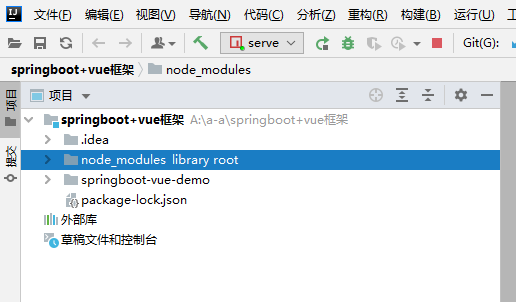 IJ 文件(F) 编辑(E) 视图(V) 导航(N) 代码(C) 分析(Z) 重构(R) 构建(B) 运行(U)
serve Git(G):
springboot+vue框架 node_modules
项目
提交
项目
springboot+vue框架 A:\a-a\springboot+vue框架
.idea
node_modules library root
springboot-vue-demo
package-lock.json
外部库
草稿文件和控制台